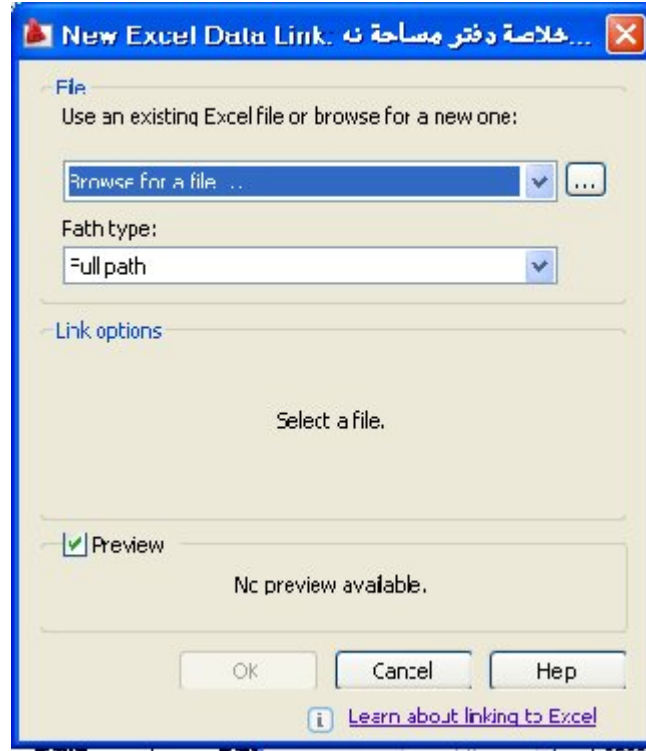 New Excel Data Link: خلاصة دفتر مساحة نه...
File
Use an existing Excel file or browse for a new one:
Browse for a file ...
...
Path type:
Full path
Link options
Select a file.
Preview
No preview available.
OK
Cancel
Help
Learn about linking to Excel